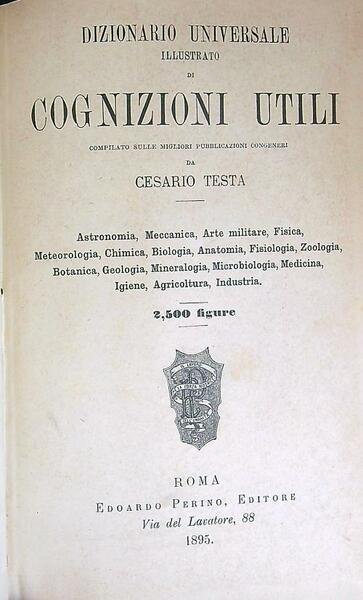 DIZIONARIO UNIVERSALE
ILLUSTRATO
DI
COGNIZIONI UTILI
COMPILATO SULLE MIGLIORI PUBBLICAZIONI CONGENERI
DA
CESARIO TESTA
Astronomia, Meccanica, Arte militare, Fisica,
Meteorologia, Chimica, Biologia, Anatomia, Fisiologia, Zoologia,
Botanica, Geologia, Mineralogia, Microbiologia, Medicina,
Igiene, Agricoltura, Industria.
2,500 figure
ROMA
EDOARDO PERINO, EDITORE
Via del Lavatore, 88
1895.